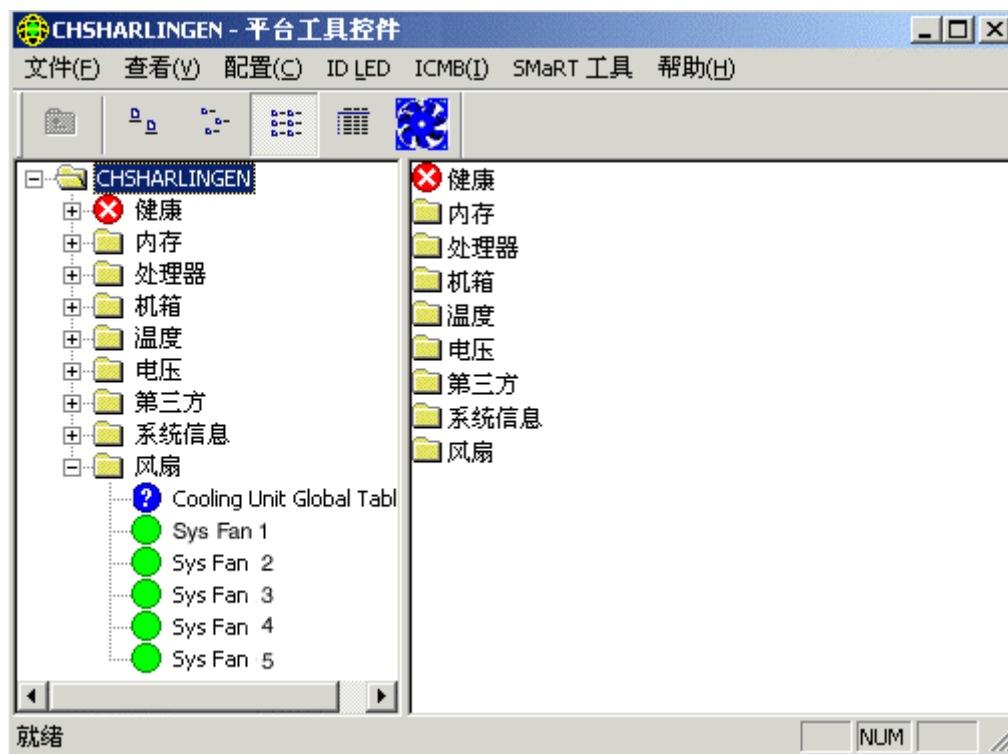 CHSHARLINGEN - 平台工具控件
文件(F) 查看(V) 配置(C) ID LED ICMB(I) SMaRT 工具 帮助(H)
CHSHARLINGEN
健康
内存
处理器
机箱
温度
电压
第三方
系统信息
风扇
Cooling Unit Global Tabl
Sys Fan 1
Sys Fan 2
Sys Fan 3
Sys Fan 4
Sys Fan 5
健康
内存
处理器
机箱
温度
电压
第三方
系统信息
风扇
就绪
NUM